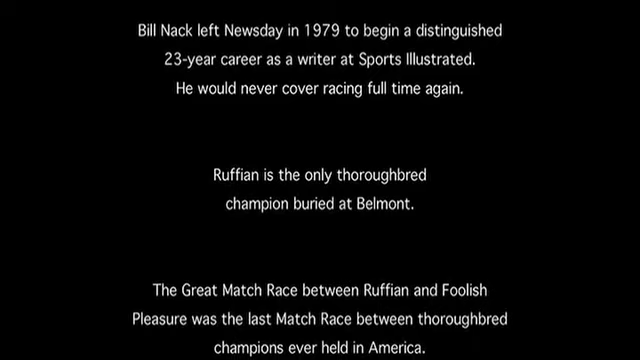 Bill Nack left Newsday in 1979 to begin a distinguished
23-year career as a writer at Sports Illustrated.
He would never cover racing full time again.
Ruffian is the only thoroughbred
champion buried at Belmont.
The Great Match Race between Ruffian and Foolish
Pleasure was the last Match Race between thoroughbred
champions ever held in America.